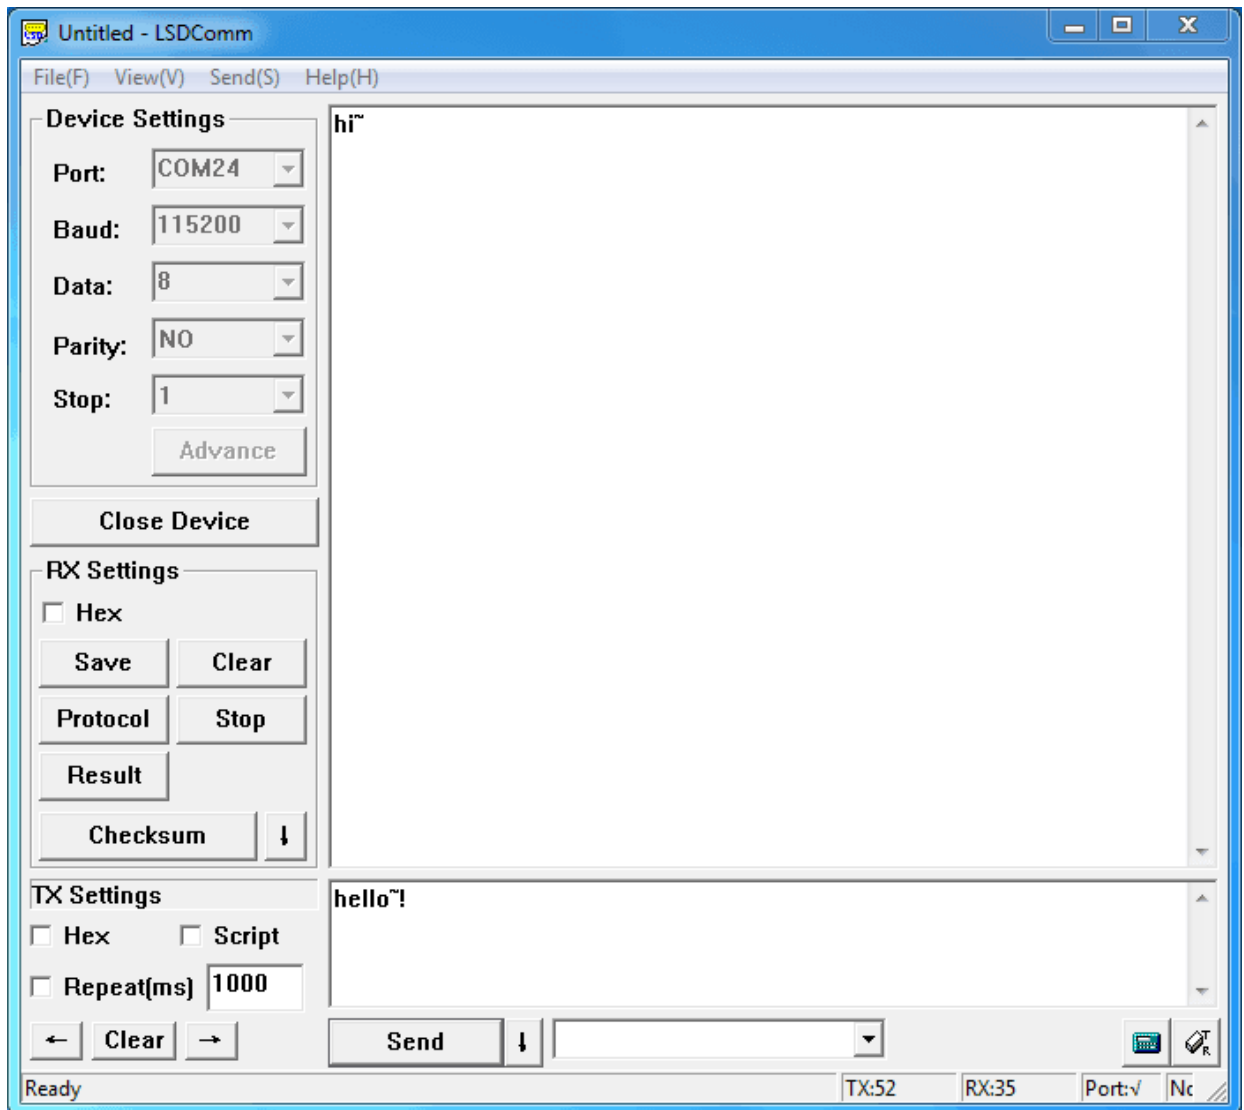 Untitled - LSDComm
File(F) View(V) Send(S) Help(H)
Device Settings
Port: COM24
Baud: 115200
Data: 8
Parity: NO
Stop: 1
Advance
Close Device
RX Settings
Hex
Save Clear
Protocol Stop
Result
Checksum
hi~
TX Settings
Hex Script
Repeat(ms) 1000
← Clear →
hello~!
Send
Ready TX:52 RX:35 Port:√